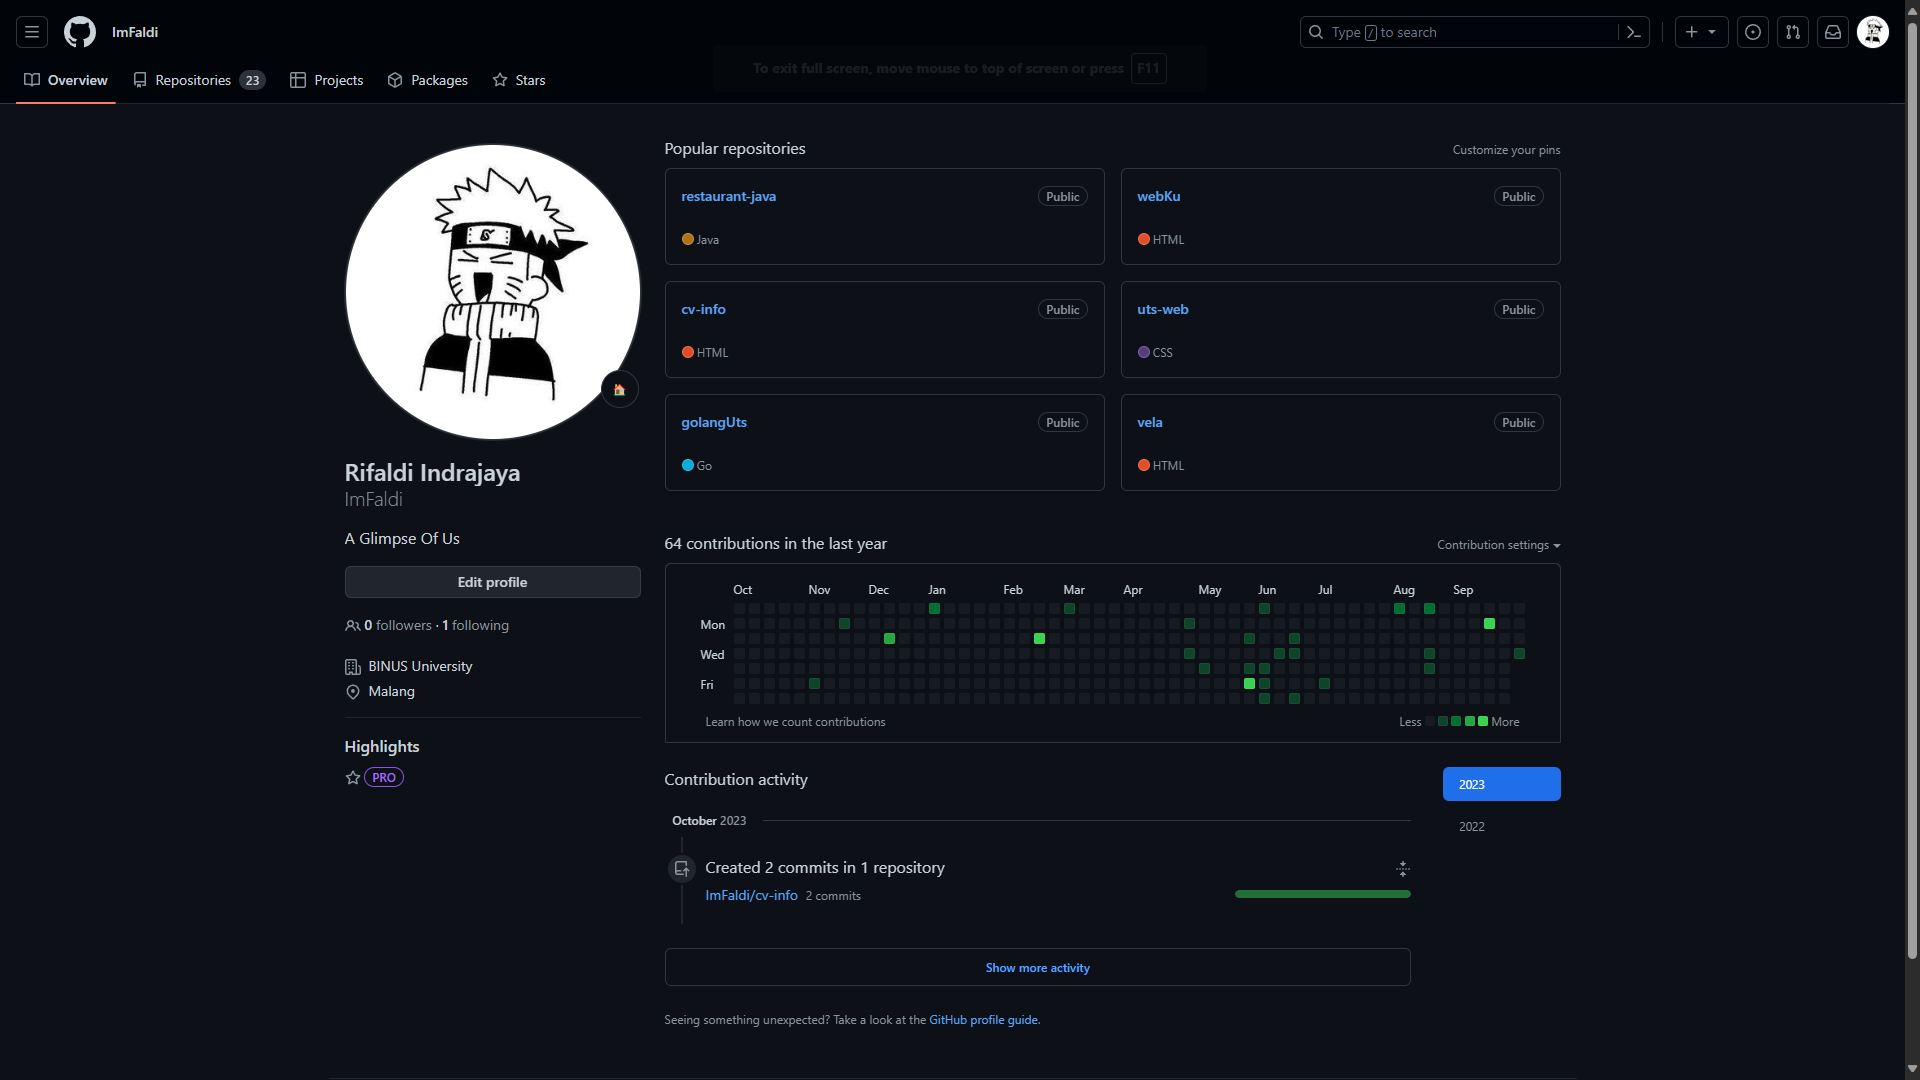 ImFaldi
Type / to search
Overview
Repositories 23
Projects
Packages
Stars
To exit full screen, move mouse to top of screen or press F11
Rifaldi Indrajaya
ImFaldi
A Glimpse Of Us
Edit profile
0 followers · 1 following
BINUS University
Malang
Highlights
PRO
Popular repositories
Customize your pins
restaurant-java Public
Java
webKu Public
HTML
cv-info Public
HTML
uts-web Public
CSS
golangUts Public
Go
vela Public
HTML
64 contributions in the last year
Contribution settings
Oct Nov Dec Jan Feb Mar Apr May Jun Jul Aug Sep
Mon
Wed
Fri
Learn how we count contributions
Less More
Contribution activity
2023
2022
October 2023
Created 2 commits in 1 repository
ImFaldi/cv-info 2 commits
Show more activity
Seeing something unexpected? Take a look at the GitHub profile guide.